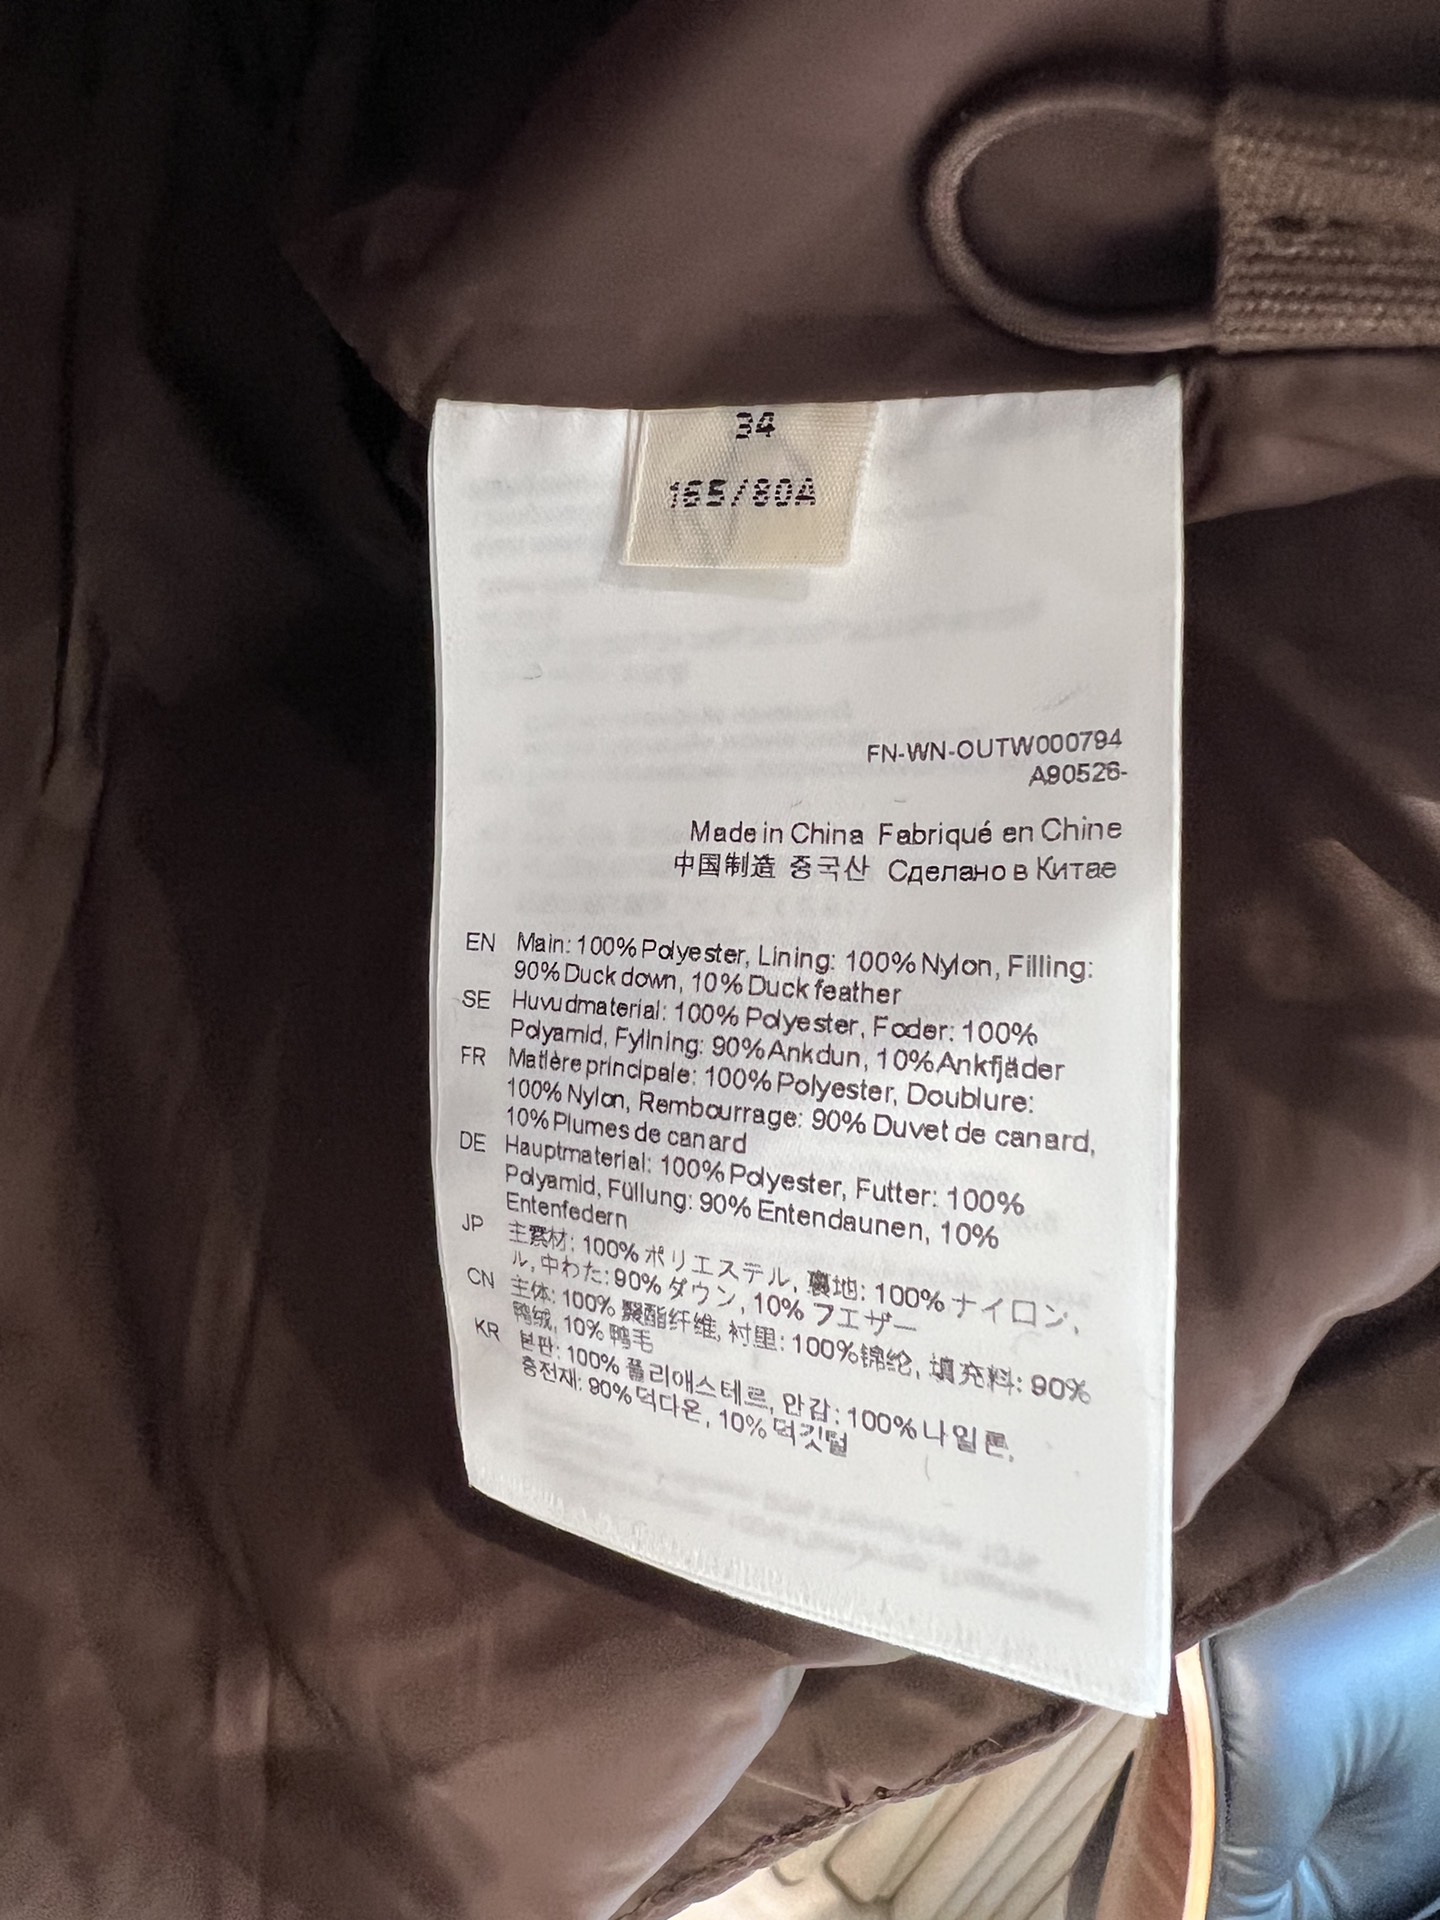 34
165/80A
FN-WN-OUTW000794
A90526-
Made in China Fabriqué en Chine
中国制造 중국산 Сделано в Китае
EN Main: 100% Polyester, Lining: 100% Nylon, Filling:
90% Duck down, 10% Duck feather
SE Huvudmaterial: 100% Polyester, Foder: 100%
Polyamid, Fyllning: 90% Ankdun, 10% Ankfjäder
FR Matière principale: 100% Polyester, Doublure:
100% Nylon, Rembourrage: 90% Duvet de canard,
10% Plumes de canard
DE Hauptmaterial: 100% Polyester, Futter: 100%
Polyamid, Füllung: 90% Entendaunen, 10%
Entenfedern
JP 主素材: 100% ポリエステル, 裏地: 100% ナイロン,
ル, 中わた: 90% ダウン, 10% フエザー
CN 主体: 100% 聚酯纤维, 衬里: 100% 锦纶, 填充料: 90%
鸭绒, 10% 鸭毛
KR 본판: 100% 폴리애스테르, 안감: 100% 나일론,
충전재: 90% 덕다온, 10% 덕깃털